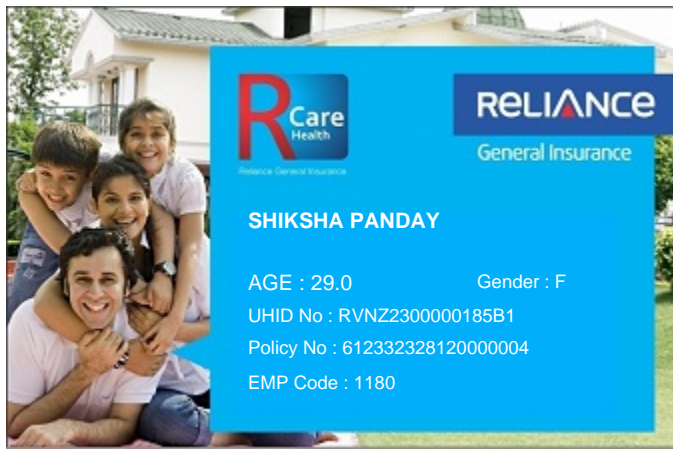 R Care
Health
Reliance General Insurance
RELIANCE
General Insurance
SHIKSHA PANDAY
AGE : 29.0 Gender : F
UHID No : RVNZ2300000185B1
Policy No : 612332328120000004
EMP Code : 1180